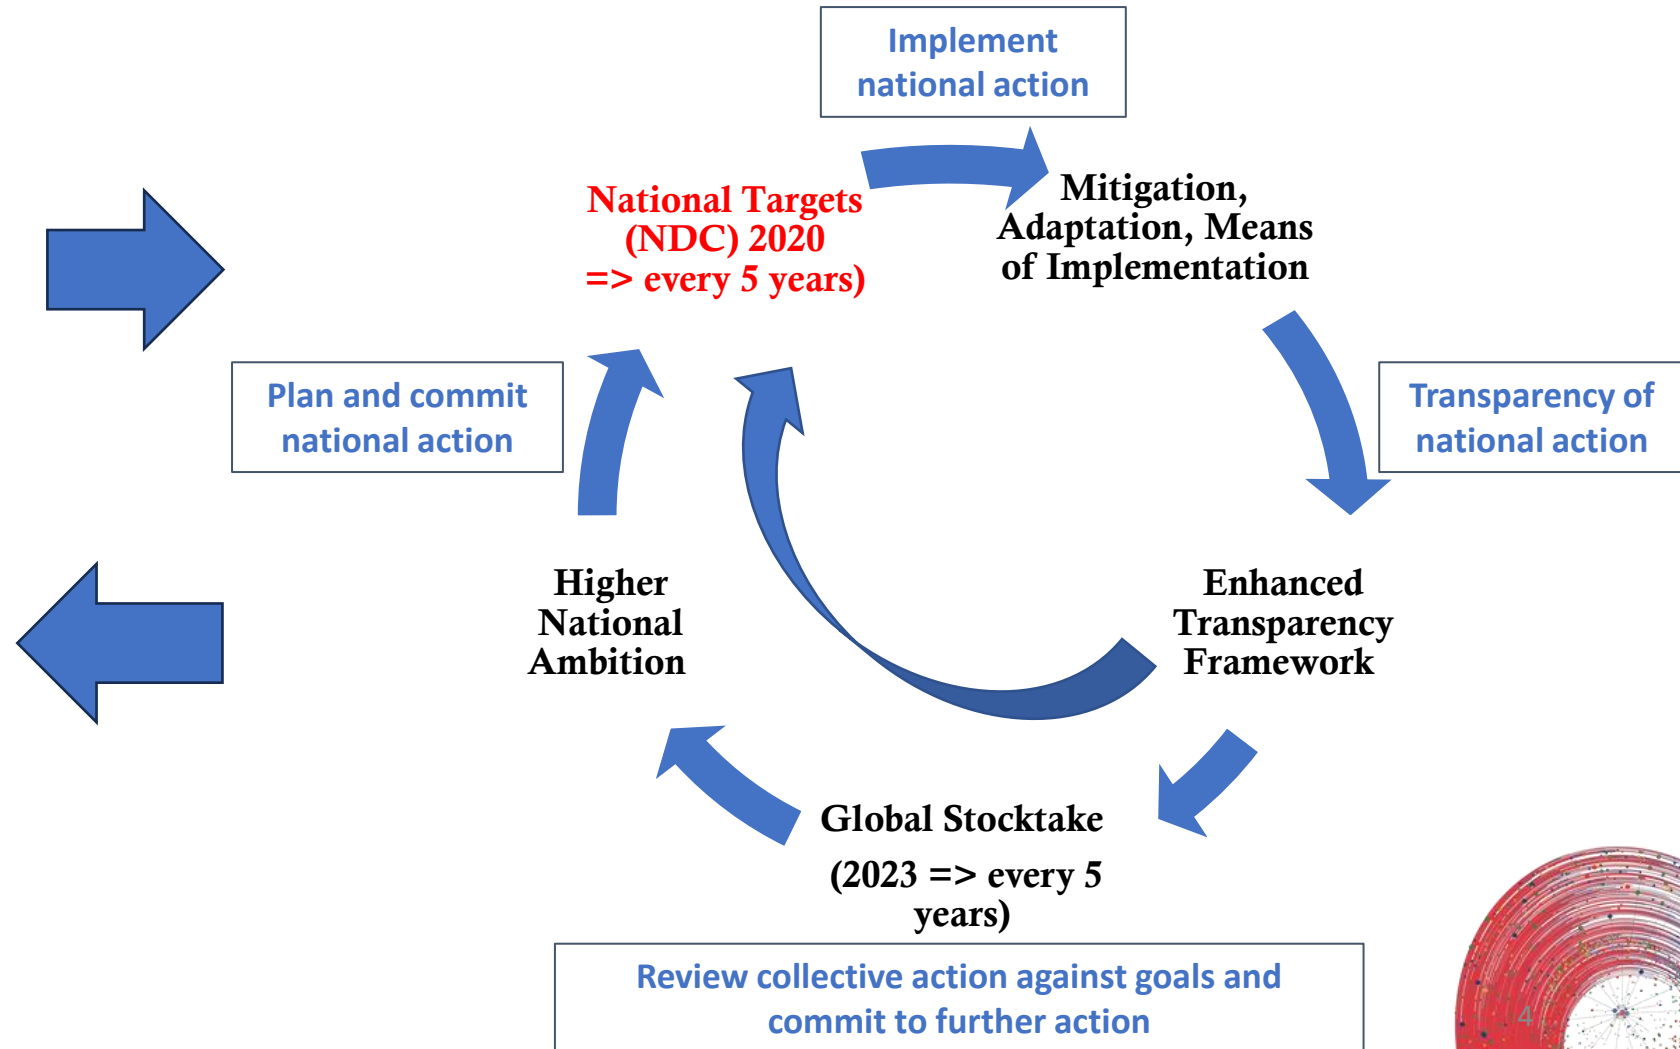 Implement
national action
National Targets
(NDC) 2020
=> every 5 years)
Mitigation,
Adaptation, Means
of Implementation
Plan and commit
national action
Transparency of
national action
Higher
National
Ambition
Enhanced
Transparency
Framework
Global Stocktake
(2023 => every 5
years)
Review collective action against goals and
commit to further action
4